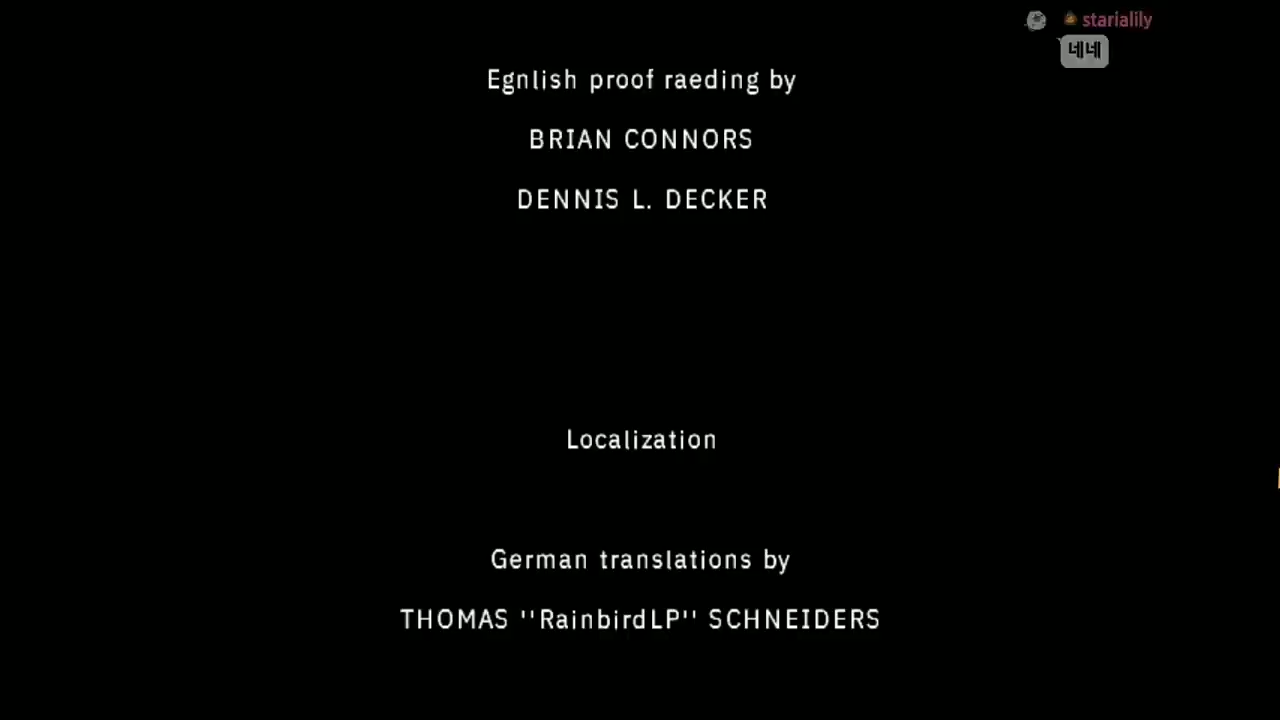 starialily
네네
Egnlish proof raeding by
BRIAN CONNORS
DENNIS L. DECKER
Localization
German translations by
THOMAS ''RainbirdLP'' SCHNEIDERS